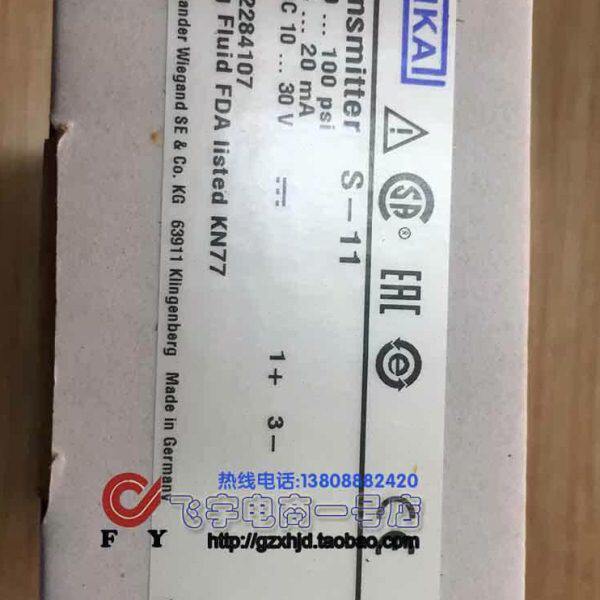 IKA
nsmitter S-11
... 100 psi
... 20 mA
C 10 ... 30 V
2284107
Fluid FDA listed KN77
1+ 3-
ander Wiegand SE & Co. KG 63911 Klingenberg Made in Germany
SA
®
EAC
e
热线电话:13808882420
飞宇电商一号店
F Y
http://gzxhjd.taobao.com